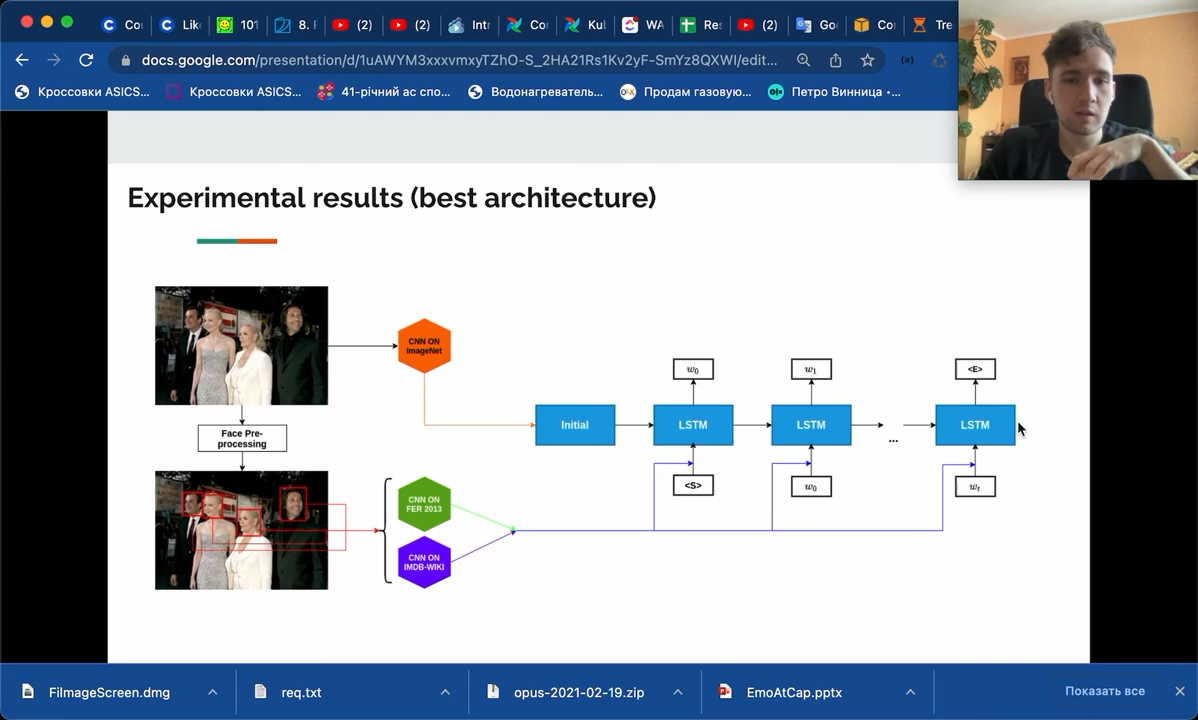 Cou
Lik
101
8. F
(2)
(2)
Intr
Cor
Kul
WA
Res
(2)
Go
Cor
Tre
docs.google.com/presentation/d/1uAWYM3xxxvmxyTZhO-S_2HA21Rs1Kv2yF-SmYz8QXWI/edit...
Кроссовки ASICS...
Кроссовки ASICS...
41-річний ас спо...
Водонагреватель...
Продам газовую...
Петро Винница •...
Experimental results (best architecture)
CNN ON
ImageNet
w0
w1
<E>
Initial
LSTM
LSTM
...
LSTM
Face Pre-
processing
<S>
w0
wt
CNN ON
FER 2013
CNN ON
IMDB-WIKI
FilmageScreen.dmg
req.txt
opus-2021-02-19.zip
EmoAtCap.pptx
Показать все